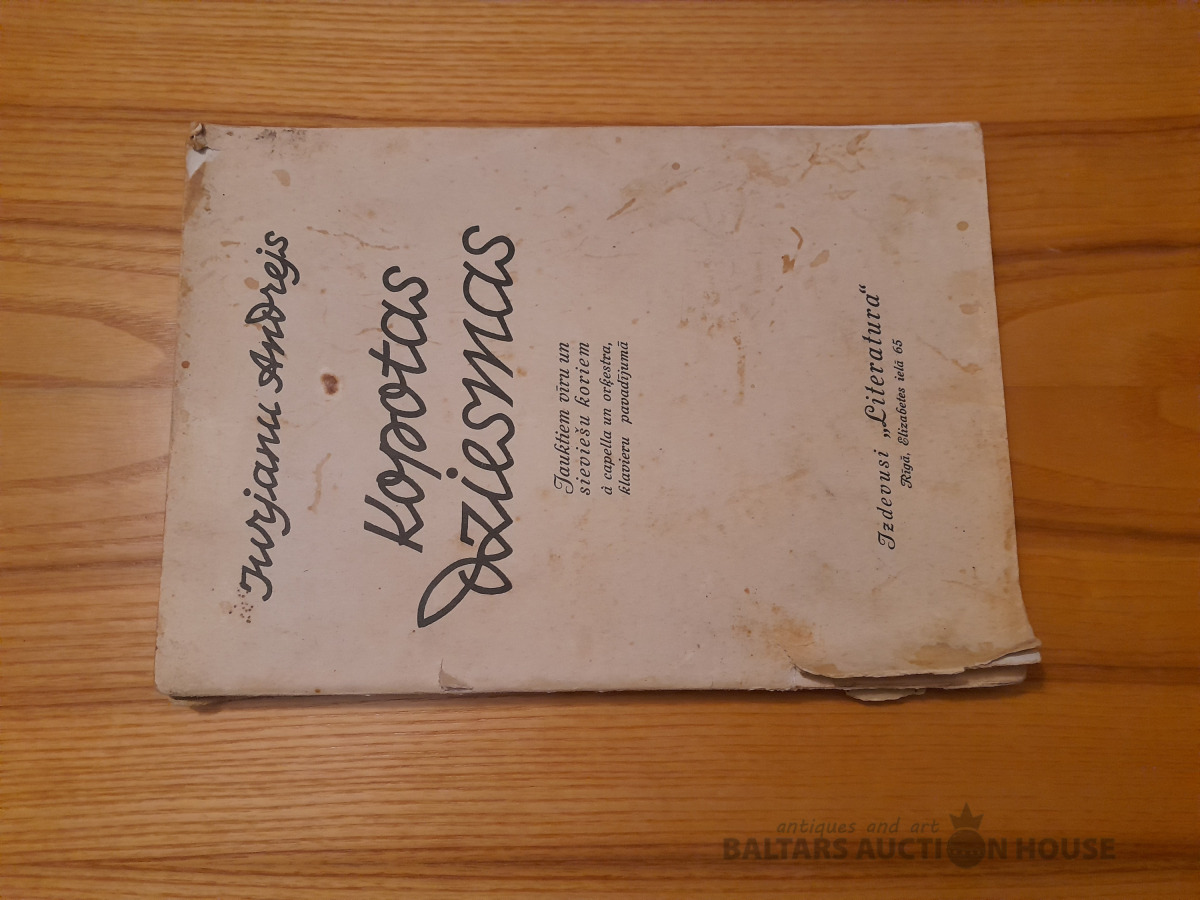 Jurjanu Andrejs
Kopotas
Dziesmas
Jauktiem vīru un
sieviešu koriem
à capella un orķestra,
klavieru pavadījumā
Izdevusi „Literatura“
Rīgā, Elizabetes ielā 65
antiques and art
BALTARS AUCTION HOUSE